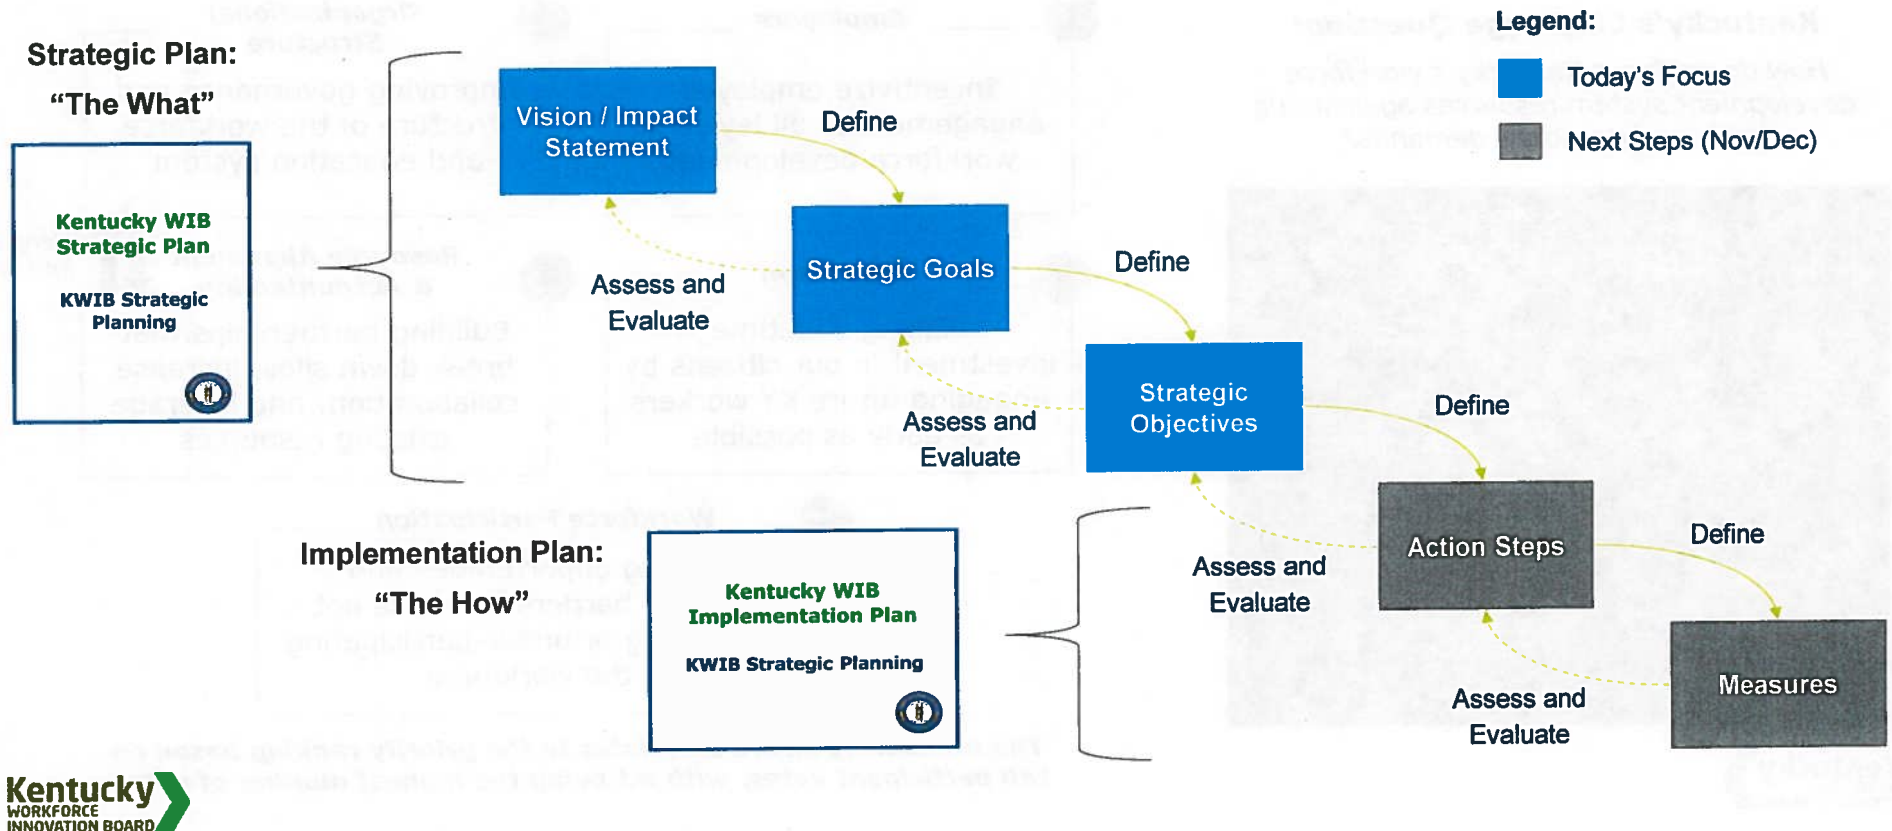 Legend:
Today's Focus
Next Steps (Nov/Dec)
Strategic Plan:
“The What”
Kentucky WIB
Strategic Plan
KWIB Strategic
Planning
Vision / Impact
Statement
Define
Assess and
Evaluate
Strategic Goals
Define
Assess and
Evaluate
Strategic
Objectives
Define
Assess and
Evaluate
Action Steps
Define
Assess and
Evaluate
Measures
Implementation Plan:
“The How”
Kentucky WIB
Implementation Plan
KWIB Strategic Planning
Kentucky
WORKFORCE
INNOVATION BOARD